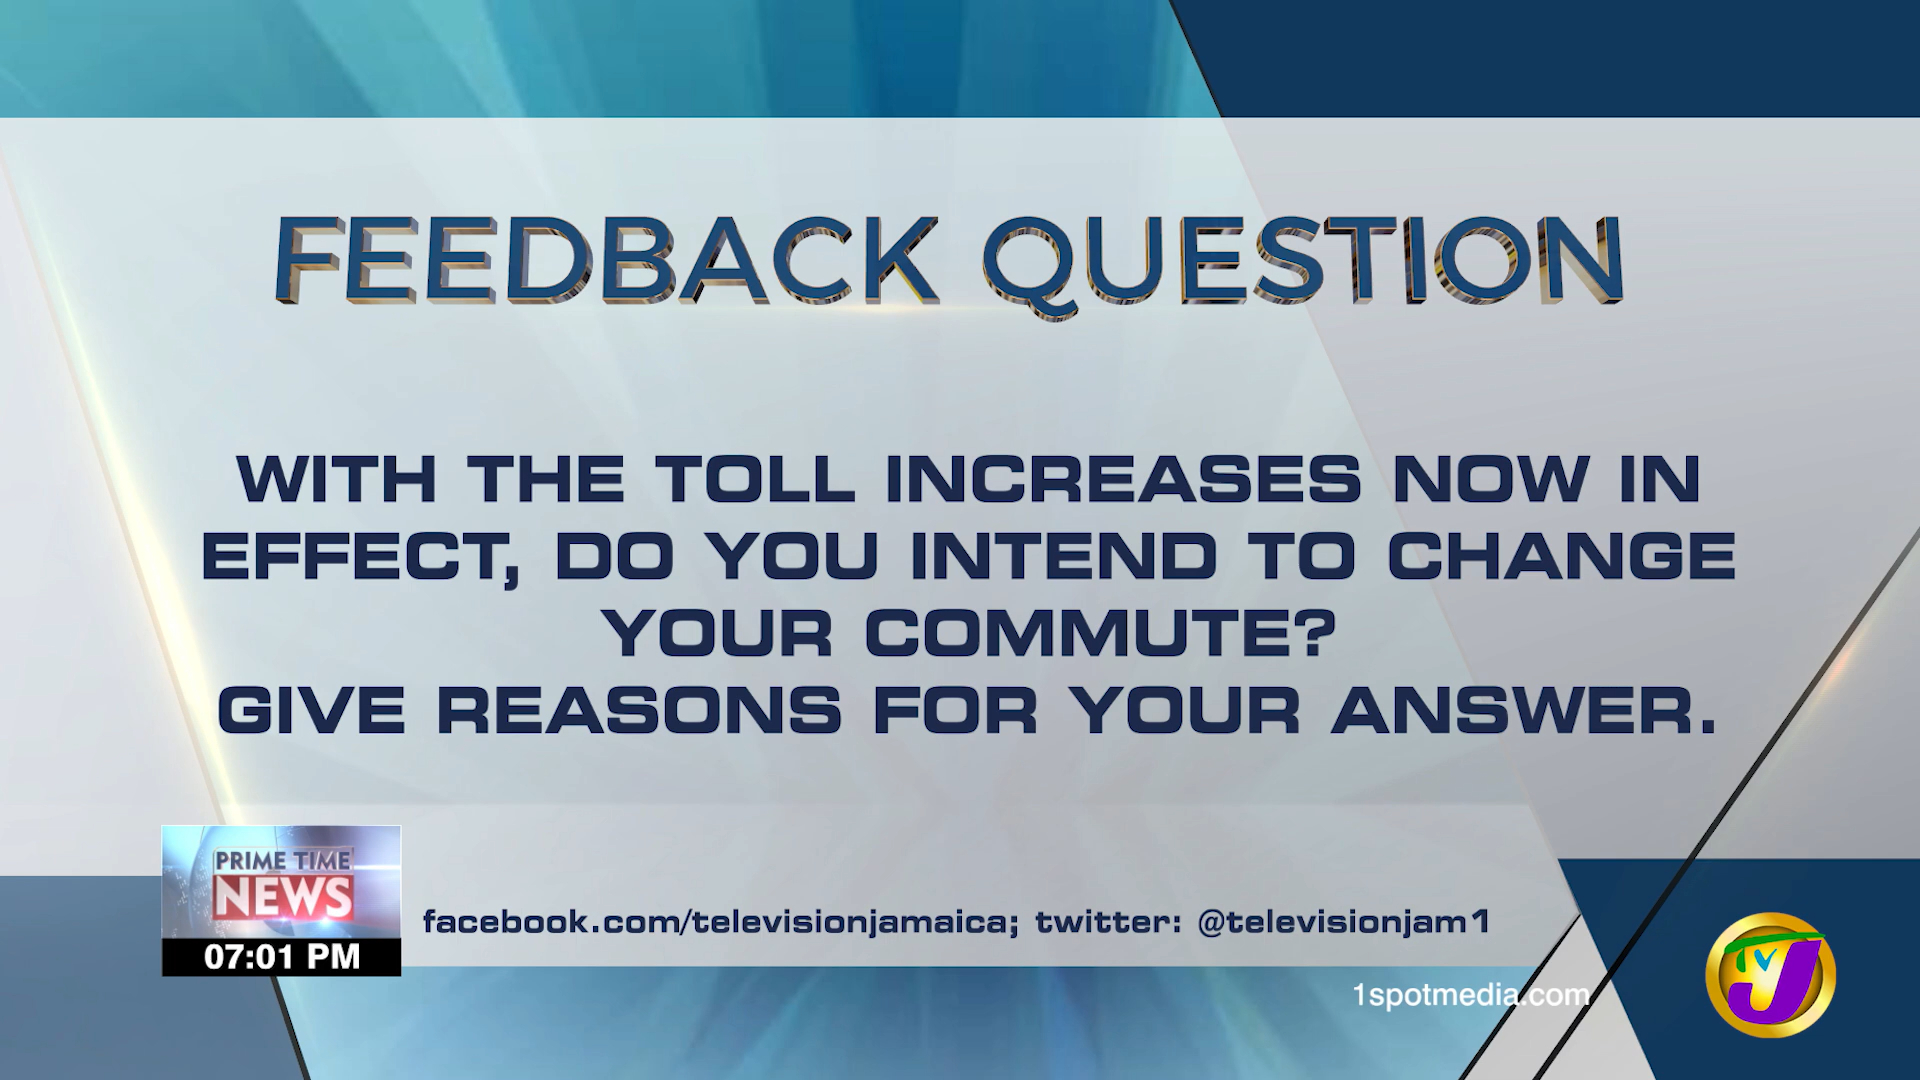 FEEDBACK QUESTION
WITH THE TOLL INCREASES NOW IN
EFFECT, DO YOU INTEND TO CHANGE
YOUR COMMUTE?
GIVE REASONS FOR YOUR ANSWER.
PRIME TIME
NEWS
07:01 PM
facebook.com/televisionjamaica; twitter: @televisionjam1
1spotmedia.com
TVJ